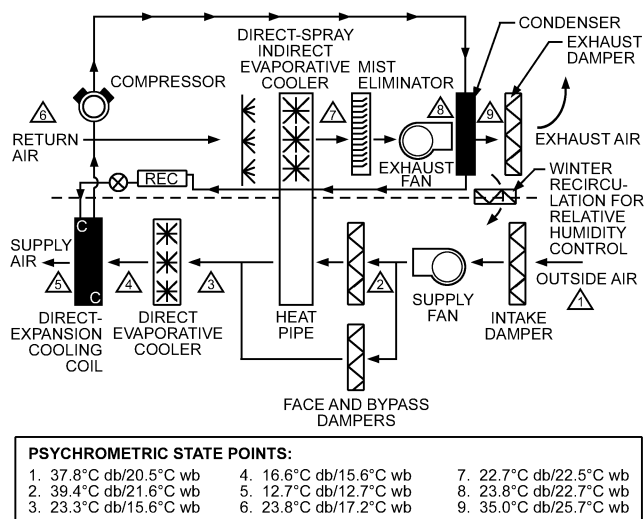 DIRECT-SPRAY
INDIRECT
EVAPORATIVE
COOLER
CONDENSER
EXHAUST
DAMPER
COMPRESSOR
MIST
ELIMINATOR
6
7
8
9
RETURN
AIR
EXHAUST
FAN
EXHAUST AIR
REC
WINTER
RECIRCU-
LATION FOR
RELATIVE
HUMIDITY
CONTROL
C
SUPPLY
AIR
OUTSIDE AIR
5
4
3
2
1
C
DIRECT-
EXPANSION
COOLING
COIL
DIRECT
EVAPORATIVE
COOLER
HEAT
PIPE
SUPPLY
FAN
INTAKE
DAMPER
FACE AND BYPASS
DAMPERS
PSYCHROMETRIC STATE POINTS:
1. 37.8°C db/20.5°C wb 4. 16.6°C db/15.6°C wb 7. 22.7°C db/22.5°C wb
2. 39.4°C db/21.6°C wb 5. 12.7°C db/12.7°C wb 8. 23.8°C db/22.7°C wb
3. 23.3°C db/15.6°C wb 6. 23.8°C db/17.2°C wb 9. 35.0°C db/25.7°C wb